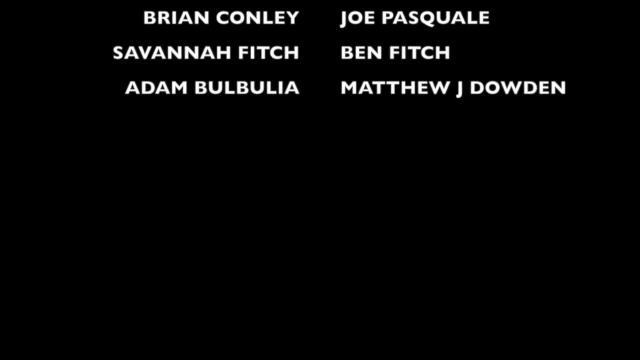 BRIAN CONLEY JOE PASQUALE
SAVANNAH FITCH BEN FITCH
ADAM BULBULIA MATTHEW J DOWDEN